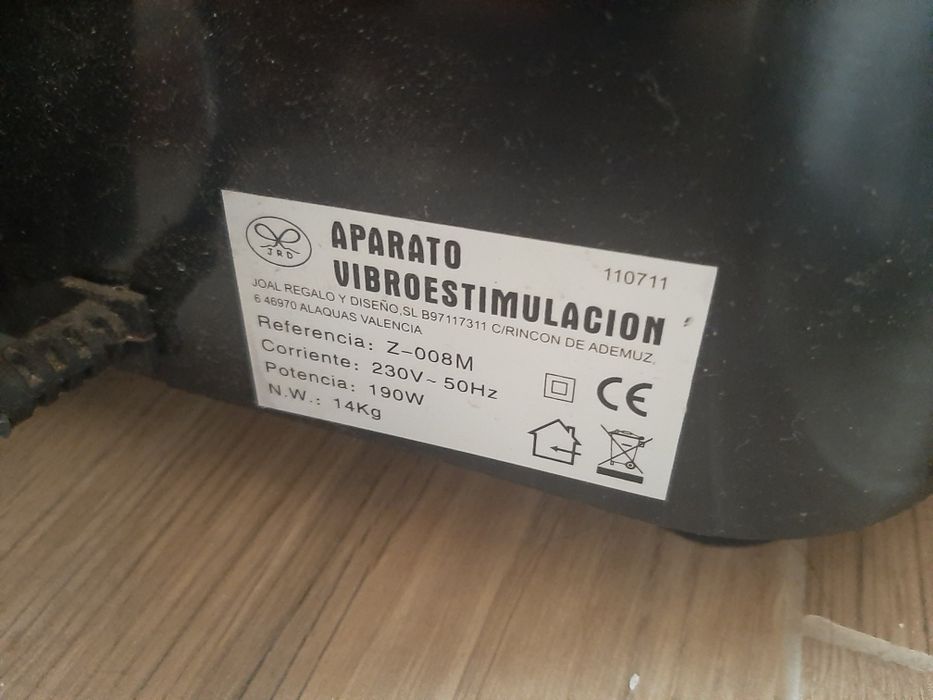 JRD
APARATO
VIBROESTIMULACION
110711
JOAL REGALO Y DISEÑO,SL B97117311 C/RINCON DE ADEMUZ,
6 46970 ALAQUAS VALENCIA
Referencia: Z-008M
Corriente: 230V~50Hz
Potencia: 190W
N.W.: 14Kg
CE